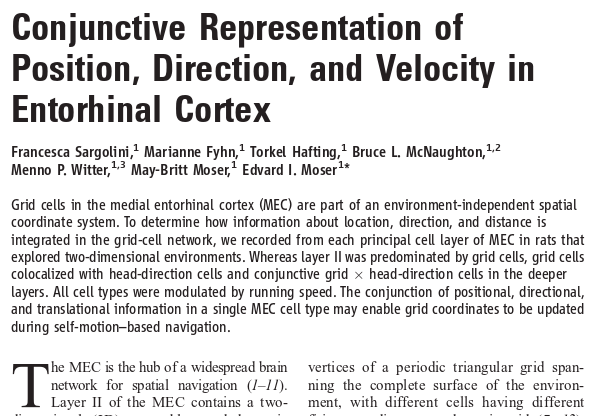 Conjunctive Representation of
Position, Direction, and Velocity in
Entorhinal Cortex
Francesca Sargolini,1 Marianne Fyhn,1 Torkel Hafting,1 Bruce L. McNaughton,1,2
Menno P. Witter,1,3 May-Britt Moser,1 Edvard I. Moser1*
Grid cells in the medial entorhinal cortex (MEC) are part of an environment-independent spatial
coordinate system. To determine how information about location, direction, and distance is
integrated in the grid-cell network, we recorded from each principal cell layer of MEC in rats that
explored two-dimensional environments. Whereas layer II was predominated by grid cells, grid cells
colocalized with head-direction cells and conjunctive grid × head-direction cells in the deeper
layers. All cell types were modulated by running speed. The conjunction of positional, directional,
and translational information in a single MEC cell type may enable grid coordinates to be updated
during self-motion–based navigation.
The MEC is the hub of a widespread brain
network for spatial navigation (1–11).
Layer II of the MEC contains a two-
vertices of a periodic triangular grid span-
ning the complete surface of the environ-
ment, with different cells having different